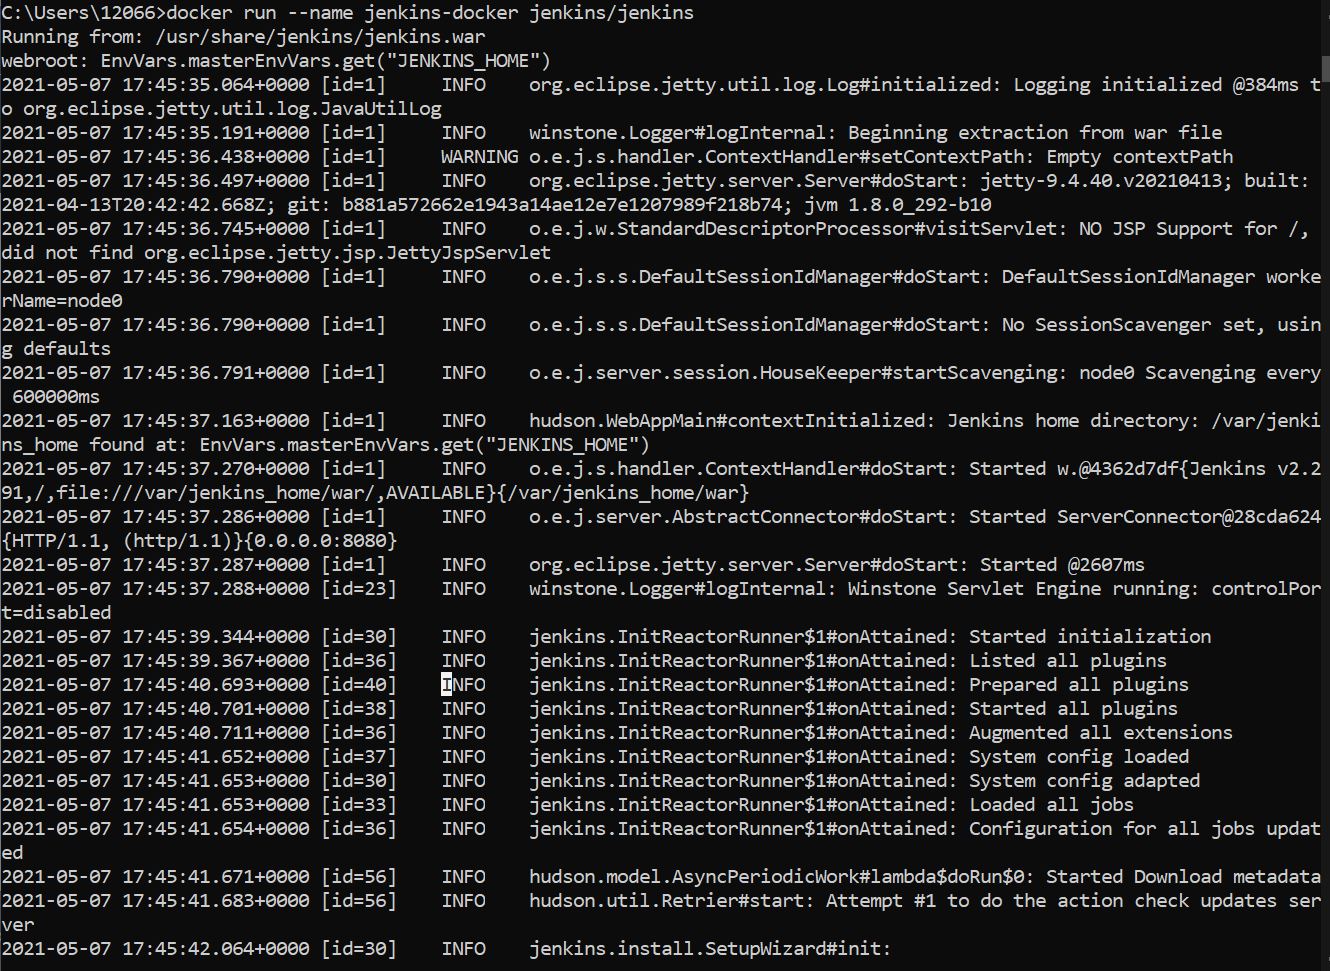 C:\Users\12066>docker run --name jenkins-docker jenkins/jenkins
Running from: /usr/share/jenkins/jenkins.war
webroot: EnvVars.masterEnvVars.get("JENKINS_HOME")
2021-05-07 17:45:35.064+0000 [id=1]     INFO    org.eclipse.jetty.util.log.Log#initialized: Logging initialized @384ms t
o org.eclipse.jetty.util.log.JavaUtilLog
2021-05-07 17:45:35.191+0000 [id=1]     INFO    winstone.Logger#logInternal: Beginning extraction from war file
2021-05-07 17:45:36.438+0000 [id=1]     WARNING o.e.j.s.handler.ContextHandler#setContextPath: Empty contextPath
2021-05-07 17:45:36.497+0000 [id=1]     INFO    org.eclipse.jetty.server.Server#doStart: jetty-9.4.40.v20210413; built:
2021-04-13T20:42:42.668Z; git: b881a572662e1943a14ae12e7e1207989f218b74; jvm 1.8.0_292-b10
2021-05-07 17:45:36.745+0000 [id=1]     INFO    o.e.j.w.StandardDescriptorProcessor#visitServlet: NO JSP Support for /,
did not find org.eclipse.jetty.jsp.JettyJspServlet
2021-05-07 17:45:36.790+0000 [id=1]     INFO    o.e.j.s.s.DefaultSessionIdManager#doStart: DefaultSessionIdManager worke
rName=node0
2021-05-07 17:45:36.790+0000 [id=1]     INFO    o.e.j.s.s.DefaultSessionIdManager#doStart: No SessionScavenger set, usin
g defaults
2021-05-07 17:45:36.791+0000 [id=1]     INFO    o.e.j.server.session.HouseKeeper#startScavenging: node0 Scavenging every
 600000ms
2021-05-07 17:45:37.163+0000 [id=1]     INFO    hudson.WebAppMain#contextInitialized: Jenkins home directory: /var/jenki
ns_home found at: EnvVars.masterEnvVars.get("JENKINS_HOME")
2021-05-07 17:45:37.270+0000 [id=1]     INFO    o.e.j.s.handler.ContextHandler#doStart: Started w.@4362d7df{Jenkins v2.2
91,/,file:///var/jenkins_home/war/,AVAILABLE}{/var/jenkins_home/war}
2021-05-07 17:45:37.286+0000 [id=1]     INFO    o.e.j.server.AbstractConnector#doStart: Started ServerConnector@28cda624
{HTTP/1.1, (http/1.1)}{0.0.0.0:8080}
2021-05-07 17:45:37.287+0000 [id=1]     INFO    org.eclipse.jetty.server.Server#doStart: Started @2607ms
2021-05-07 17:45:37.288+0000 [id=23]    INFO    winstone.Logger#logInternal: Winstone Servlet Engine running: controlPor
t=disabled
2021-05-07 17:45:39.344+0000 [id=30]    INFO    jenkins.InitReactorRunner$1#onAttained: Started initialization
2021-05-07 17:45:39.367+0000 [id=36]    INFO    jenkins.InitReactorRunner$1#onAttained: Listed all plugins
2021-05-07 17:45:40.693+0000 [id=40]    INFO    jenkins.InitReactorRunner$1#onAttained: Prepared all plugins
2021-05-07 17:45:40.701+0000 [id=38]    INFO    jenkins.InitReactorRunner$1#onAttained: Started all plugins
2021-05-07 17:45:40.711+0000 [id=36]    INFO    jenkins.InitReactorRunner$1#onAttained: Augmented all extensions
2021-05-07 17:45:41.652+0000 [id=37]    INFO    jenkins.InitReactorRunner$1#onAttained: System config loaded
2021-05-07 17:45:41.653+0000 [id=30]    INFO    jenkins.InitReactorRunner$1#onAttained: System config adapted
2021-05-07 17:45:41.653+0000 [id=33]    INFO    jenkins.InitReactorRunner$1#onAttained: Loaded all jobs
2021-05-07 17:45:41.654+0000 [id=36]    INFO    jenkins.InitReactorRunner$1#onAttained: Configuration for all jobs updat
ed
2021-05-07 17:45:41.671+0000 [id=56]    INFO    hudson.model.AsyncPeriodicWork#lambda$doRun$0: Started Download metadata
2021-05-07 17:45:41.683+0000 [id=56]    INFO    hudson.util.Retrier#start: Attempt #1 to do the action check updates ser
ver
2021-05-07 17:45:42.064+0000 [id=30]    INFO    jenkins.install.SetupWizard#init: